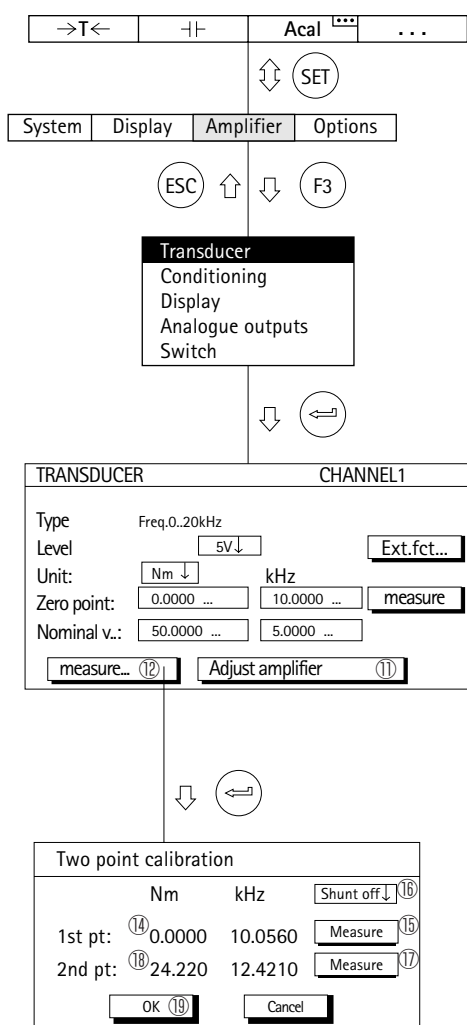 →T← ⊣⊢ Acal ...
SET
System Display Amplifier Options
ESC F3
Transducer
Conditioning
Display
Analogue outputs
Switch
TRANSDUCER CHANNEL1
Type Freq.0..20kHz
Level 5V↓ Ext.fct...
Unit: Nm ↓ kHz
Zero point: 0.0000 ... 10.0000 ... measure
Nominal v..: 50.0000 ... 5.0000 ...
measure... ⑫ Adjust amplifier ⑪
Two point calibration
Nm kHz Shunt off↓ ⑯
1st pt: ⑭ 0.0000 10.0560 Measure ⑮
2nd pt: ⑱ 24.220 12.4210 Measure ⑰
OK ⑲ Cancel